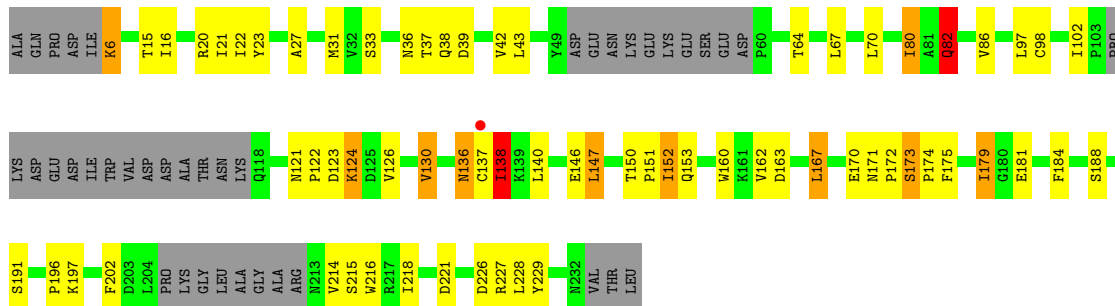 ALA GLN PRO ASP ILE K6 T15 I16 R20 I21 I22 Y23 A27 M31 V32 S33 N36 T37 Q38 D39 V42 L43 Y49 ASP GLU ASN LYS GLU LYS GLU SER GLU ASP P60 T64 L67 L70 I80 A81 Q82 V86 L97 C98 I102 P103 PRO
LYS ASP GLU ASP ILE TRP VAL ASP ASP ALA THR ASN LYS Q118 N121 P122 D123 K124 D125 V126 V130 N136 C137 I138 K139 L140 E146 L147 T150 P151 I152 Q153 W160 K161 V162 D163 L167 E170 N171 P172 S173 P174 F175 I179 G180 E181 F184 S188
S191 P196 K197 F202 D203 L204 PRO LYS GLY LEU ALA GLY ALA ARG N213 V214 S215 W216 R217 I218 D221 D226 R227 L228 Y229 N232 VAL THR LEU